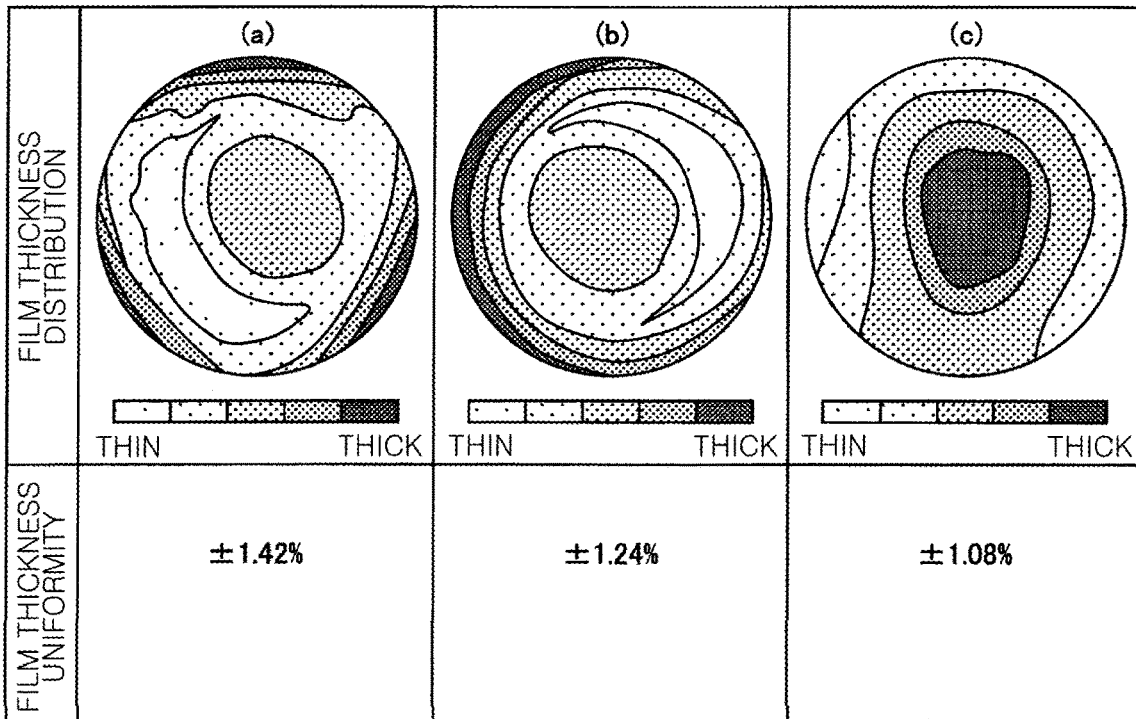 FILM THICKNESS
DISTRIBUTION
(a)
(b)
(c)
THIN THICK
THIN THICK
THIN THICK
FILM THICKNESS
UNIFORMITY
±1.42%
±1.24%
±1.08%